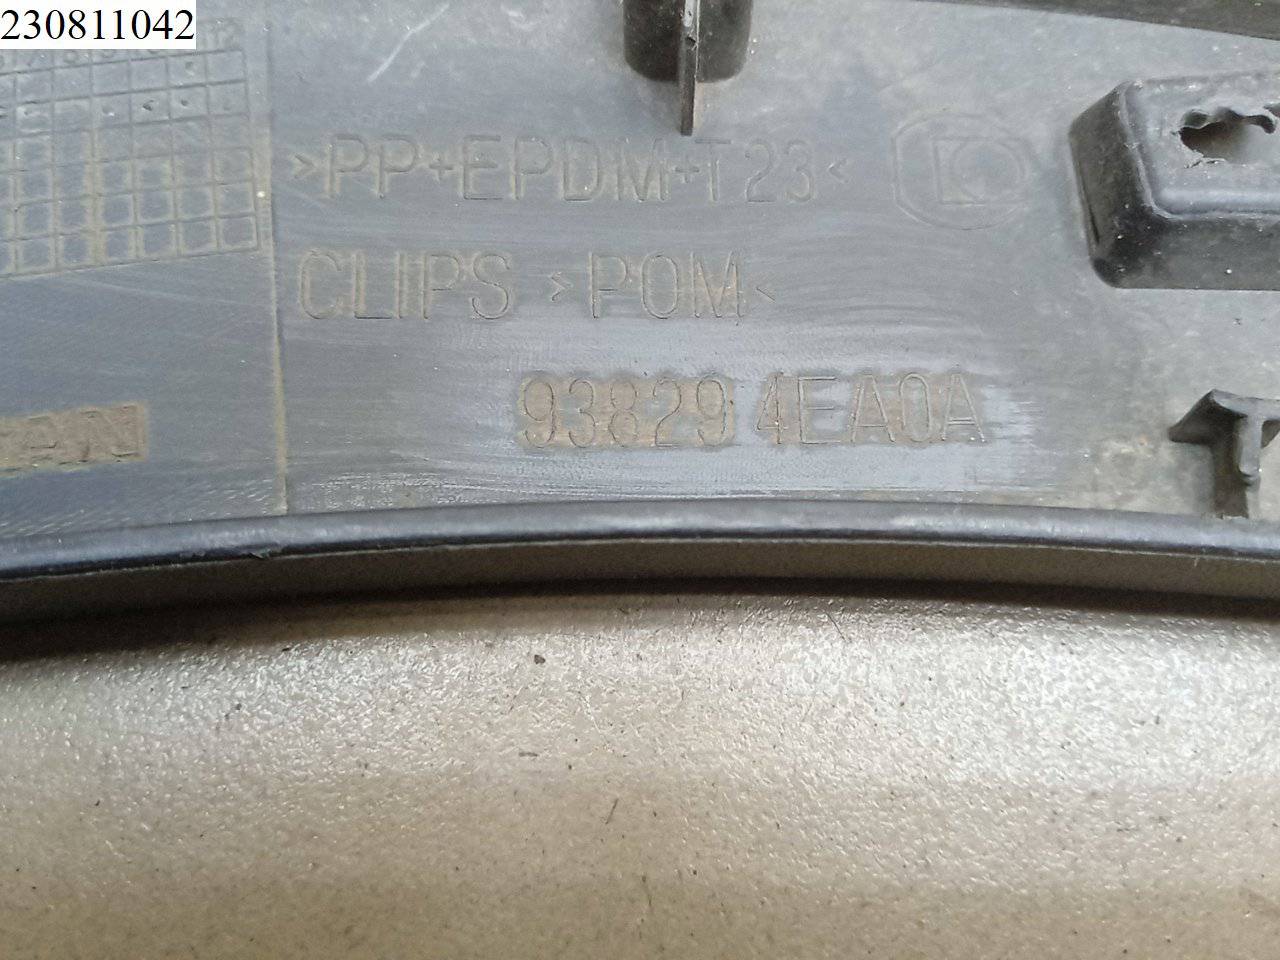 230811042
>PP+EPDM+T23<
CLIPS >POM<
93829 4EA0A